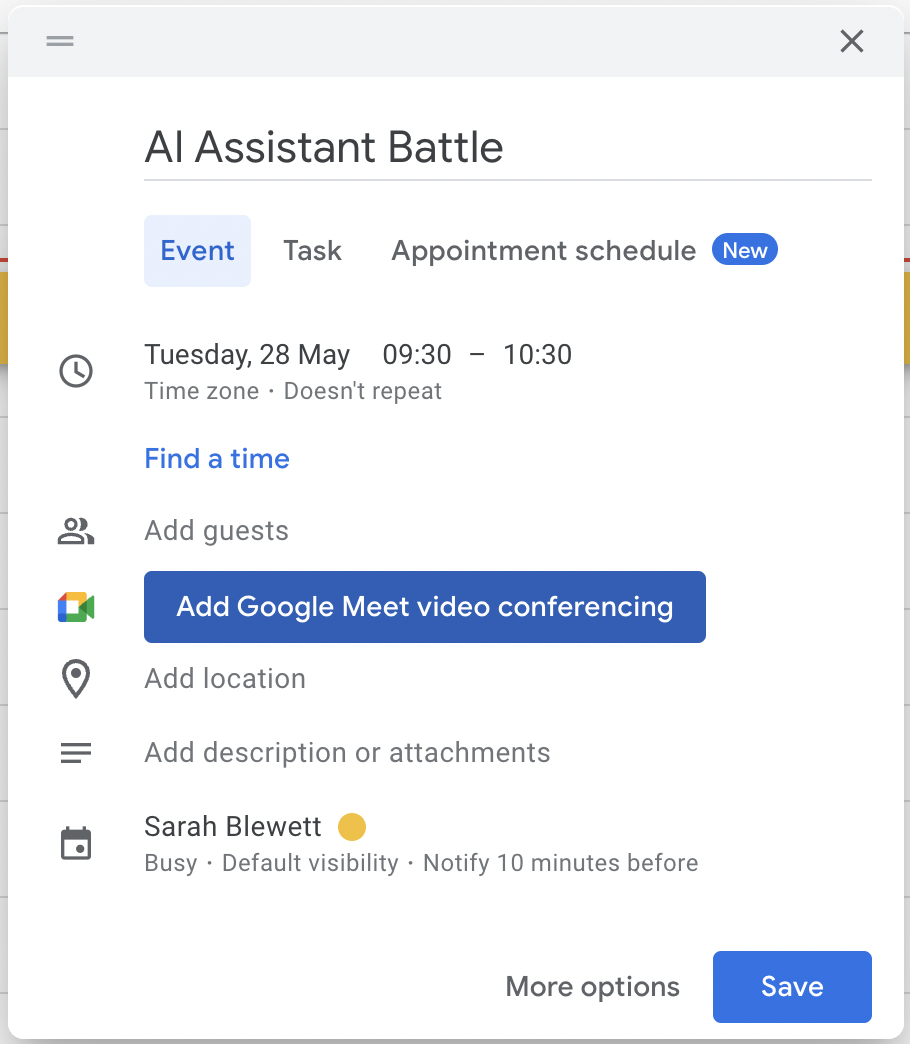 AI Assistant Battle
Event Task Appointment schedule New
Tuesday, 28 May 09:30 – 10:30
Time zone · Doesn't repeat
Find a time
Add guests
Add Google Meet video conferencing
Add location
Add description or attachments
Sarah Blewett
Busy · Default visibility · Notify 10 minutes before
More options Save